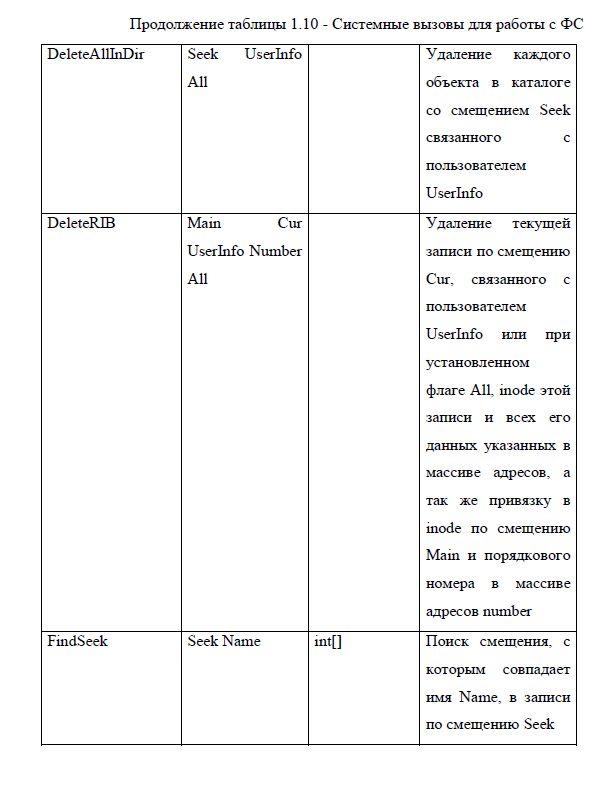 Продолжение таблицы 1.10 - Системные вызовы для работы с ФС
DeleteAllInDir
Seek UserInfo
All
Удаление каждого
объекта в каталоге
со смещением Seek
связанного с
пользователем
UserInfo
DeleteRIB
Main Cur
UserInfo Number
All
Удаление текущей
записи по смещению
Cur, связанного с
пользователем
UserInfo или при
установленном
флаге All, inode этой
записи и всех его
данных указанных в
массиве адресов, а
так же привязку в
inode по смещению
Main и порядкового
номера в массиве
адресов number
FindSeek
Seek Name
int[]
Поиск смещения, с
которым совпадает
имя Name, в записи
по смещению Seek